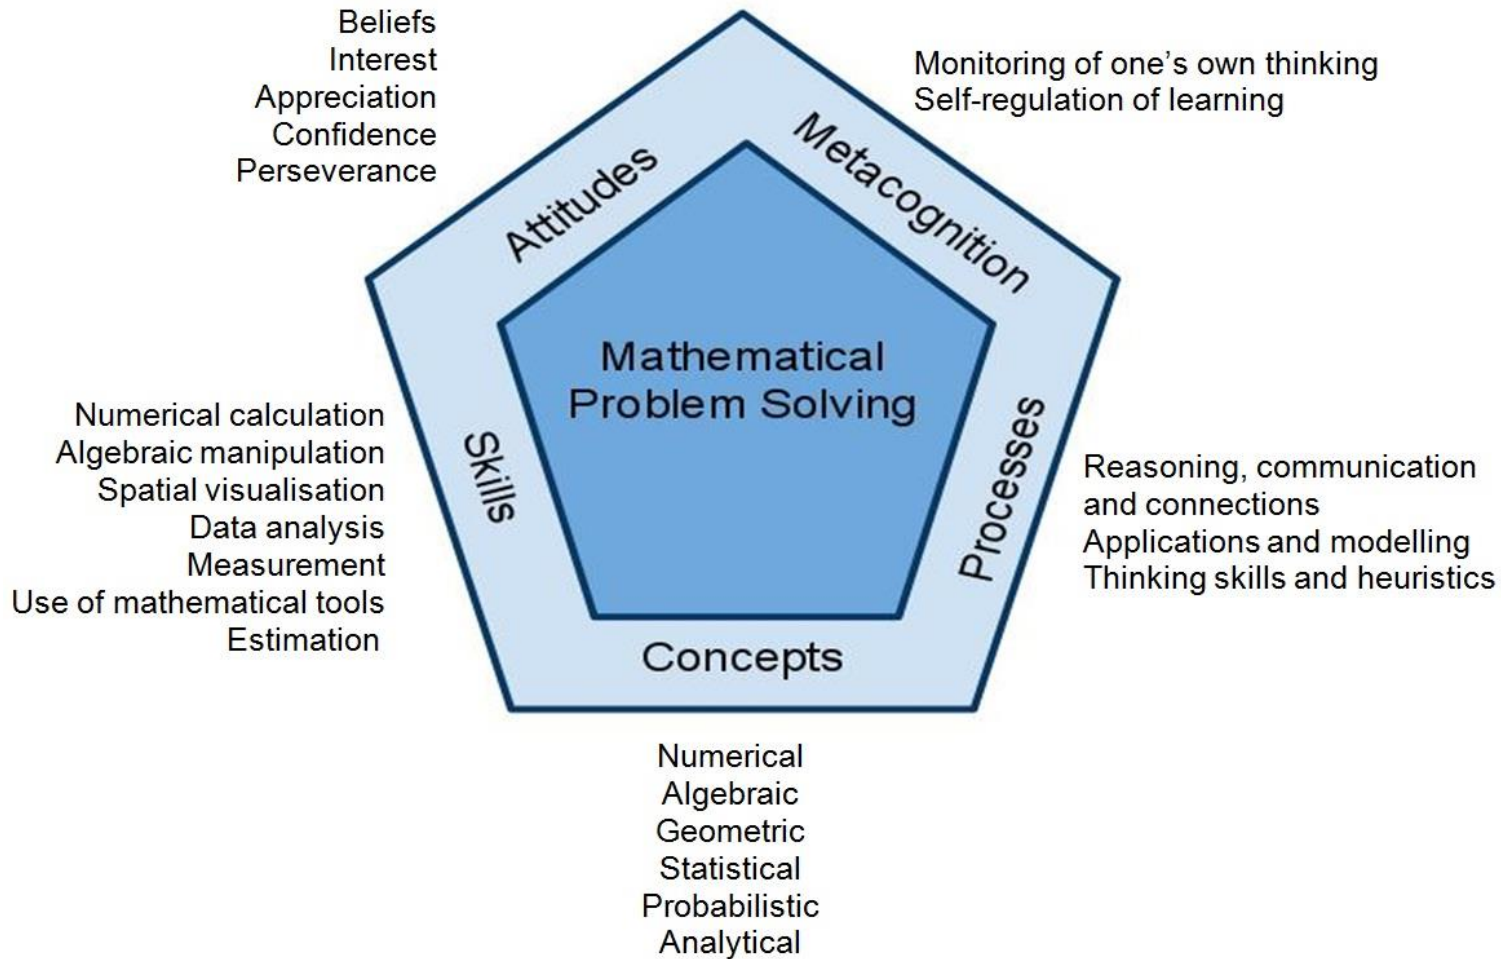 Beliefs
Interest
Appreciation
Confidence
Perseverance
Monitoring of one’s own thinking
Self-regulation of learning
Attitudes
Metacognition
Mathematical
Problem Solving
Numerical calculation
Algebraic manipulation
Spatial visualisation
Data analysis
Measurement
Use of mathematical tools
Estimation
Skills
Processes
Reasoning, communication
and connections
Applications and modelling
Thinking skills and heuristics
Concepts
Numerical
Algebraic
Geometric
Statistical
Probabilistic
Analytical